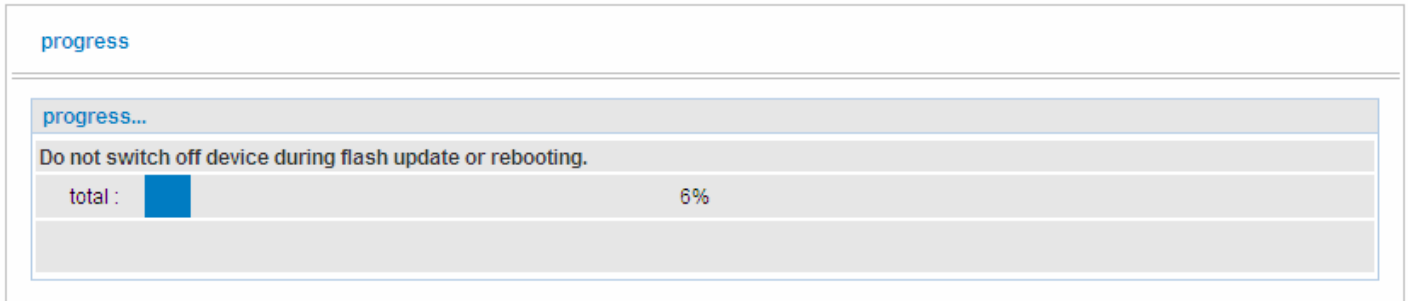 progress
progress...
Do not switch off device during flash update or rebooting.
total : 6%